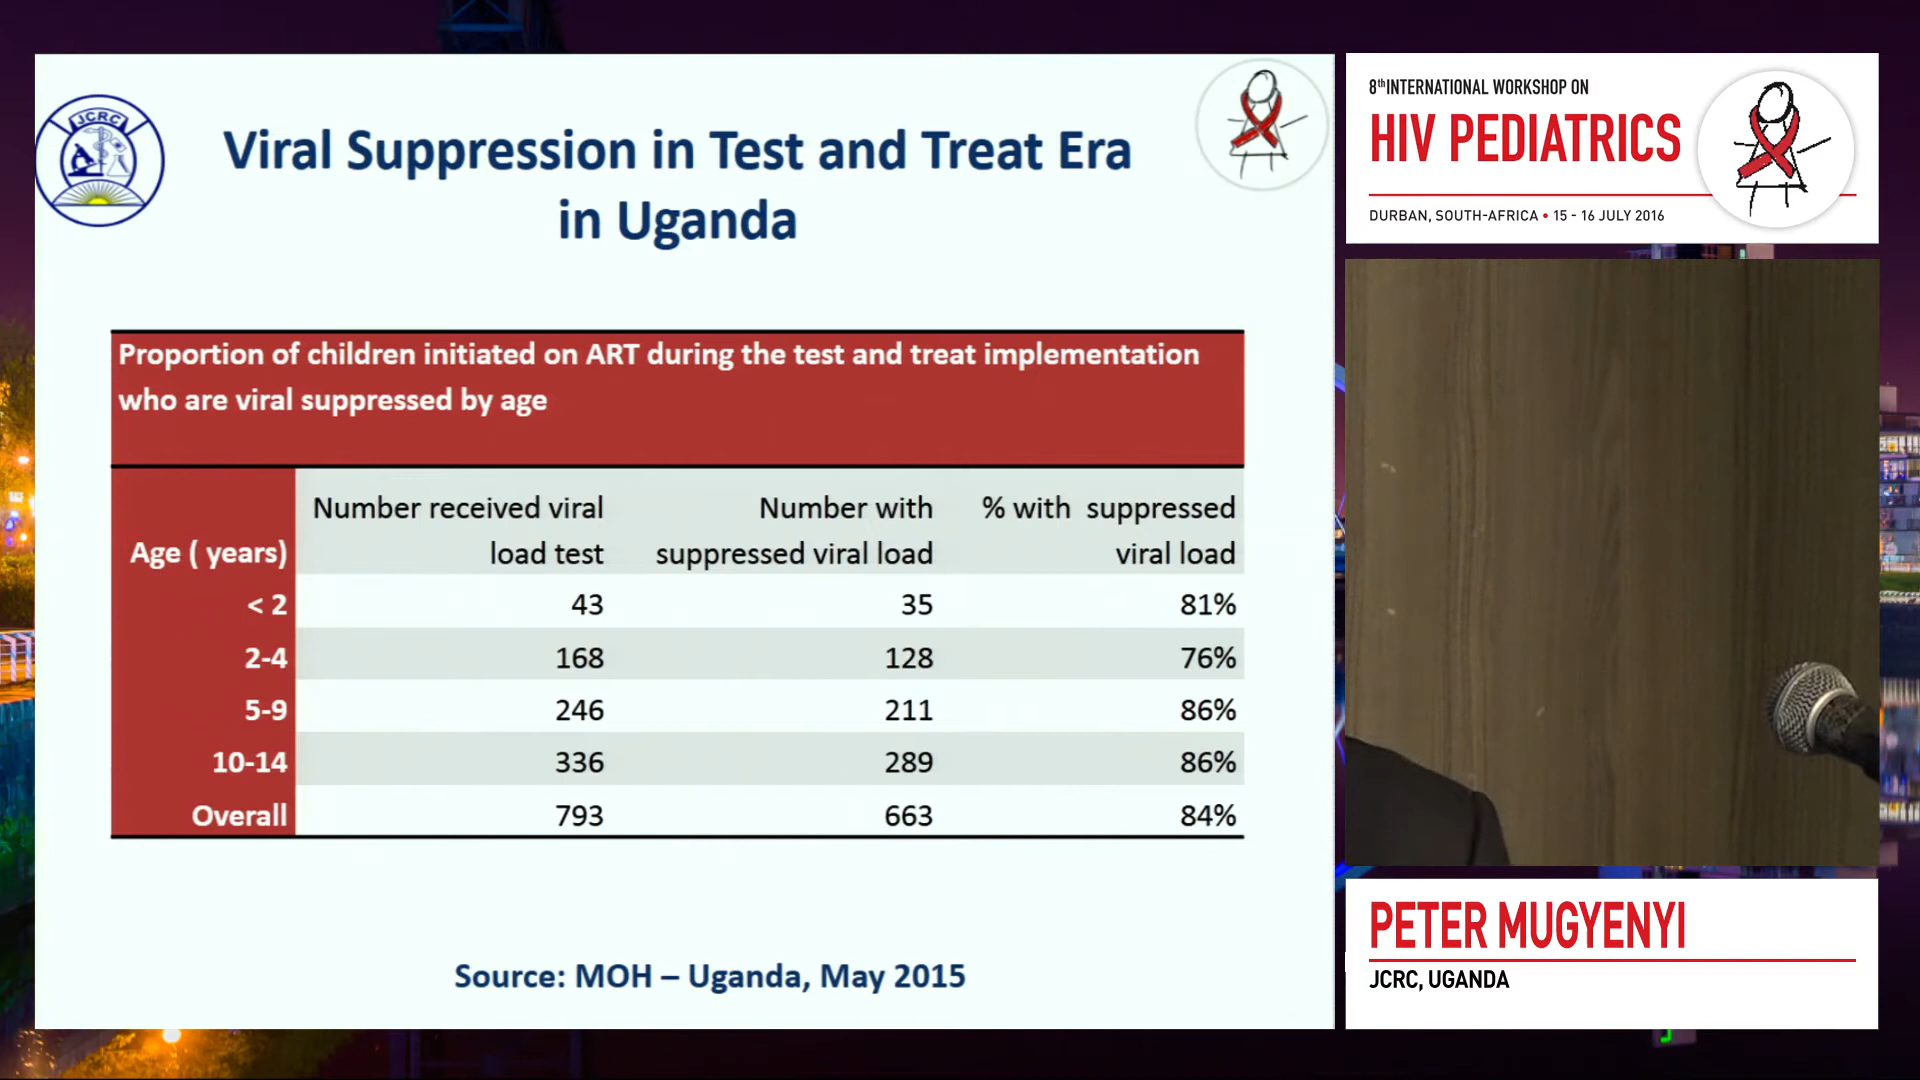 JCRC
Viral Suppression in Test and Treat Era
in Uganda
Proportion of children initiated on ART during the test and treat implementation
who are viral suppressed by age
Age ( years)
Number received viral
load test
Number with
suppressed viral load
% with suppressed
viral load
< 2 43 35 81%
2-4 168 128 76%
5-9 246 211 86%
10-14 336 289 86%
Overall 793 663 84%
Source: MOH – Uganda, May 2015
8th INTERNATIONAL WORKSHOP ON
HIV PEDIATRICS
DURBAN, SOUTH-AFRICA • 15 - 16 JULY 2016
PETER MUGYENYI
JCRC, UGANDA